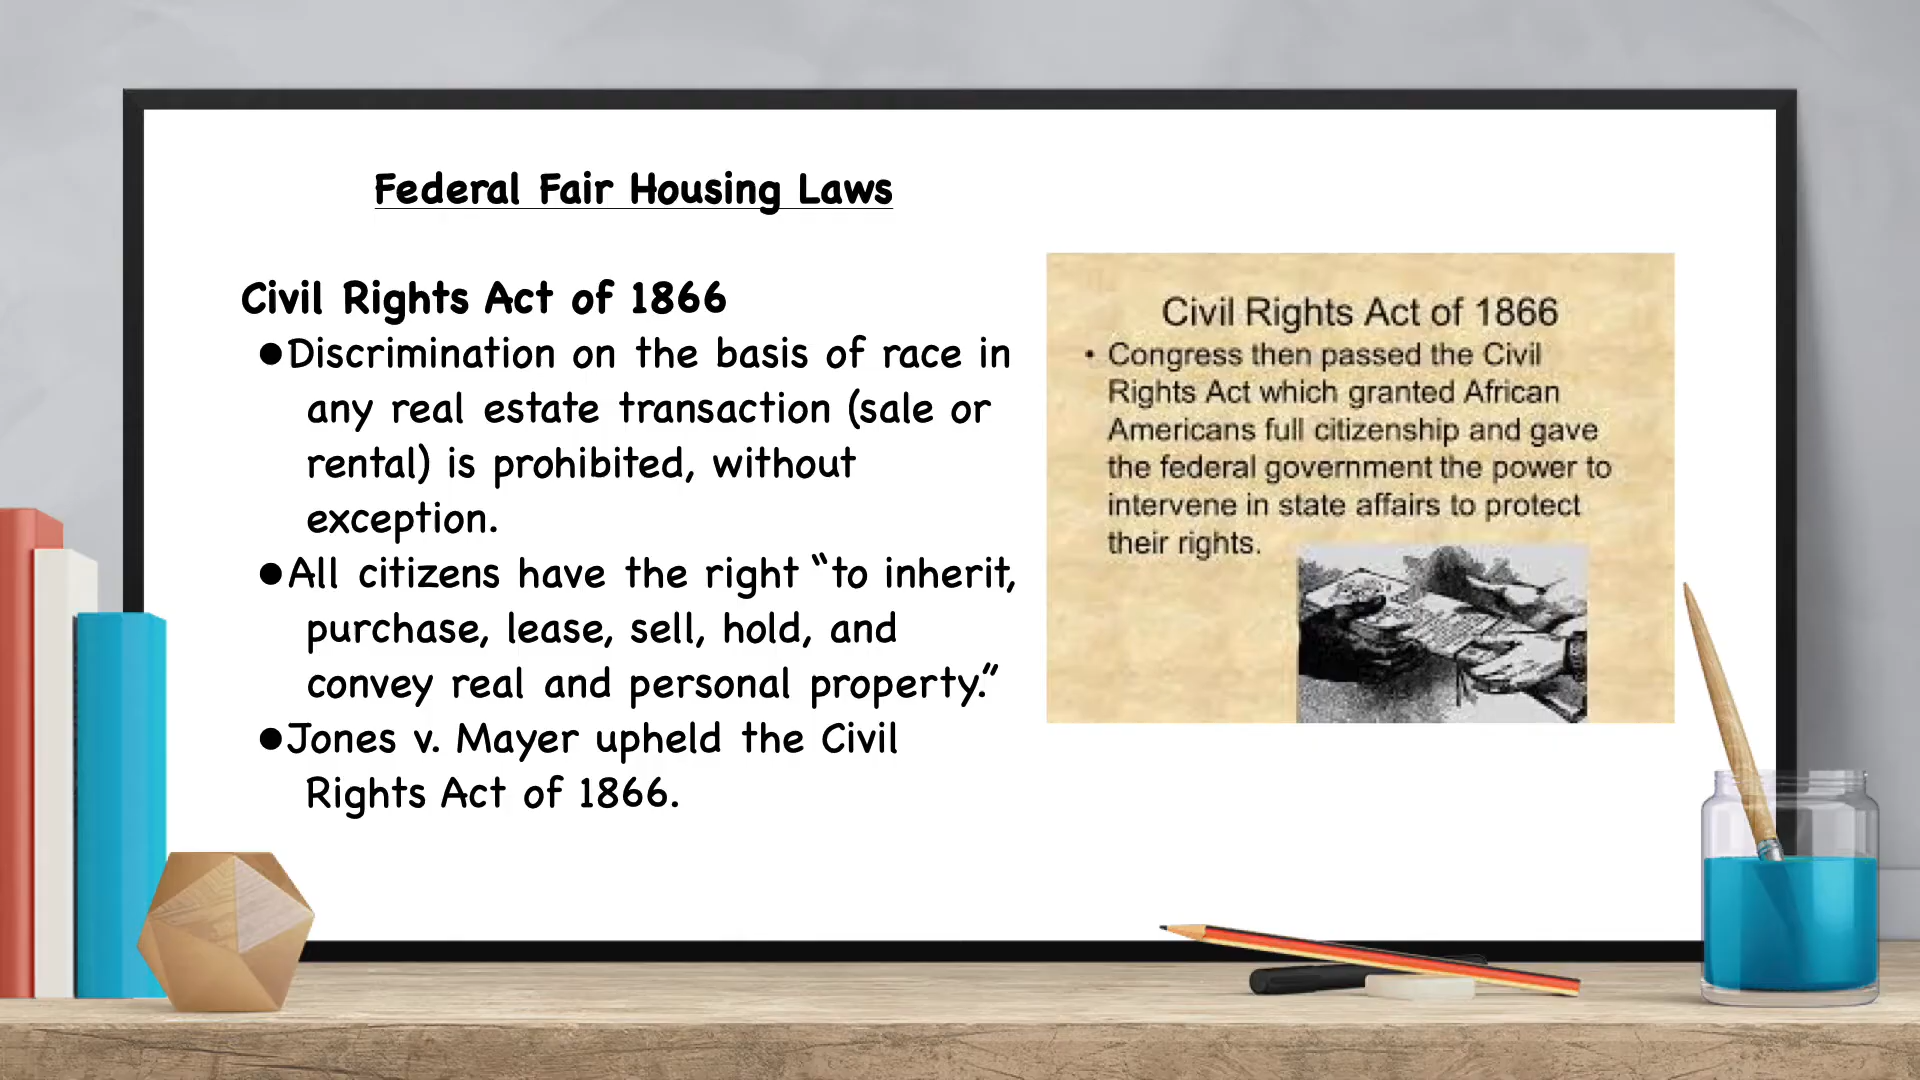 Federal Fair Housing Laws
Civil Rights Act of 1866
●Discrimination on the basis of race in
any real estate transaction (sale or
rental) is prohibited, without
exception.
●All citizens have the right “to inherit,
purchase, lease, sell, hold, and
convey real and personal property.”
●Jones v. Mayer upheld the Civil
Rights Act of 1866.
Civil Rights Act of 1866
• Congress then passed the Civil
Rights Act which granted African
Americans full citizenship and gave
the federal government the power to
intervene in state affairs to protect
their rights.